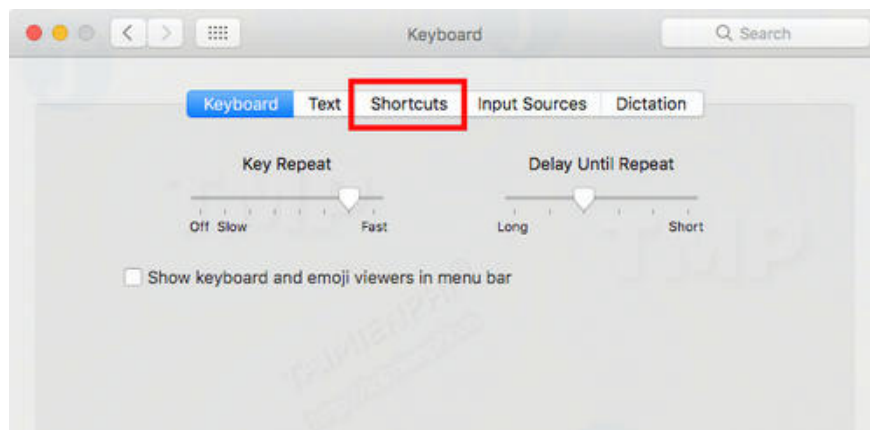 Keyboard
Search
Keyboard Text Shortcuts Input Sources Dictation
Key Repeat Delay Until Repeat
Off Slow Fast Long Short
Show keyboard and emoji viewers in menu bar
TMP